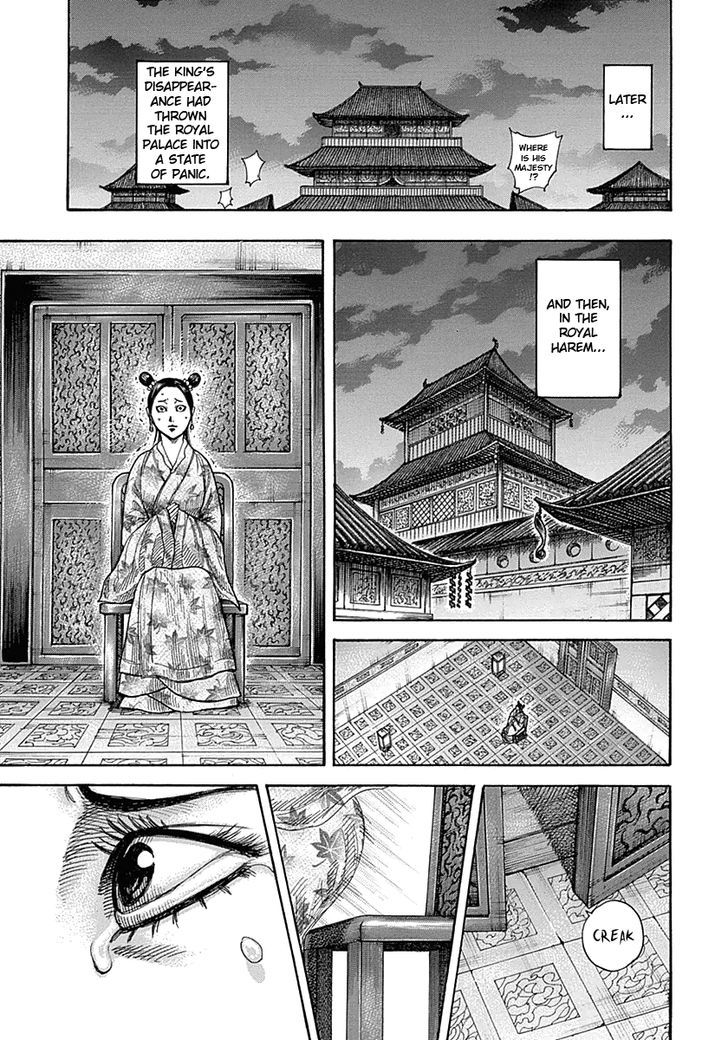 LATER
...
WHERE
IS HIS
MAJESTY
!?
THE KING'S
DISAPPEAR-
ANCE HAD
THROWN
THE ROYAL
PALACE INTO
A STATE
OF PANIC.
AND THEN,
IN THE
ROYAL
HAREM...
CREAK